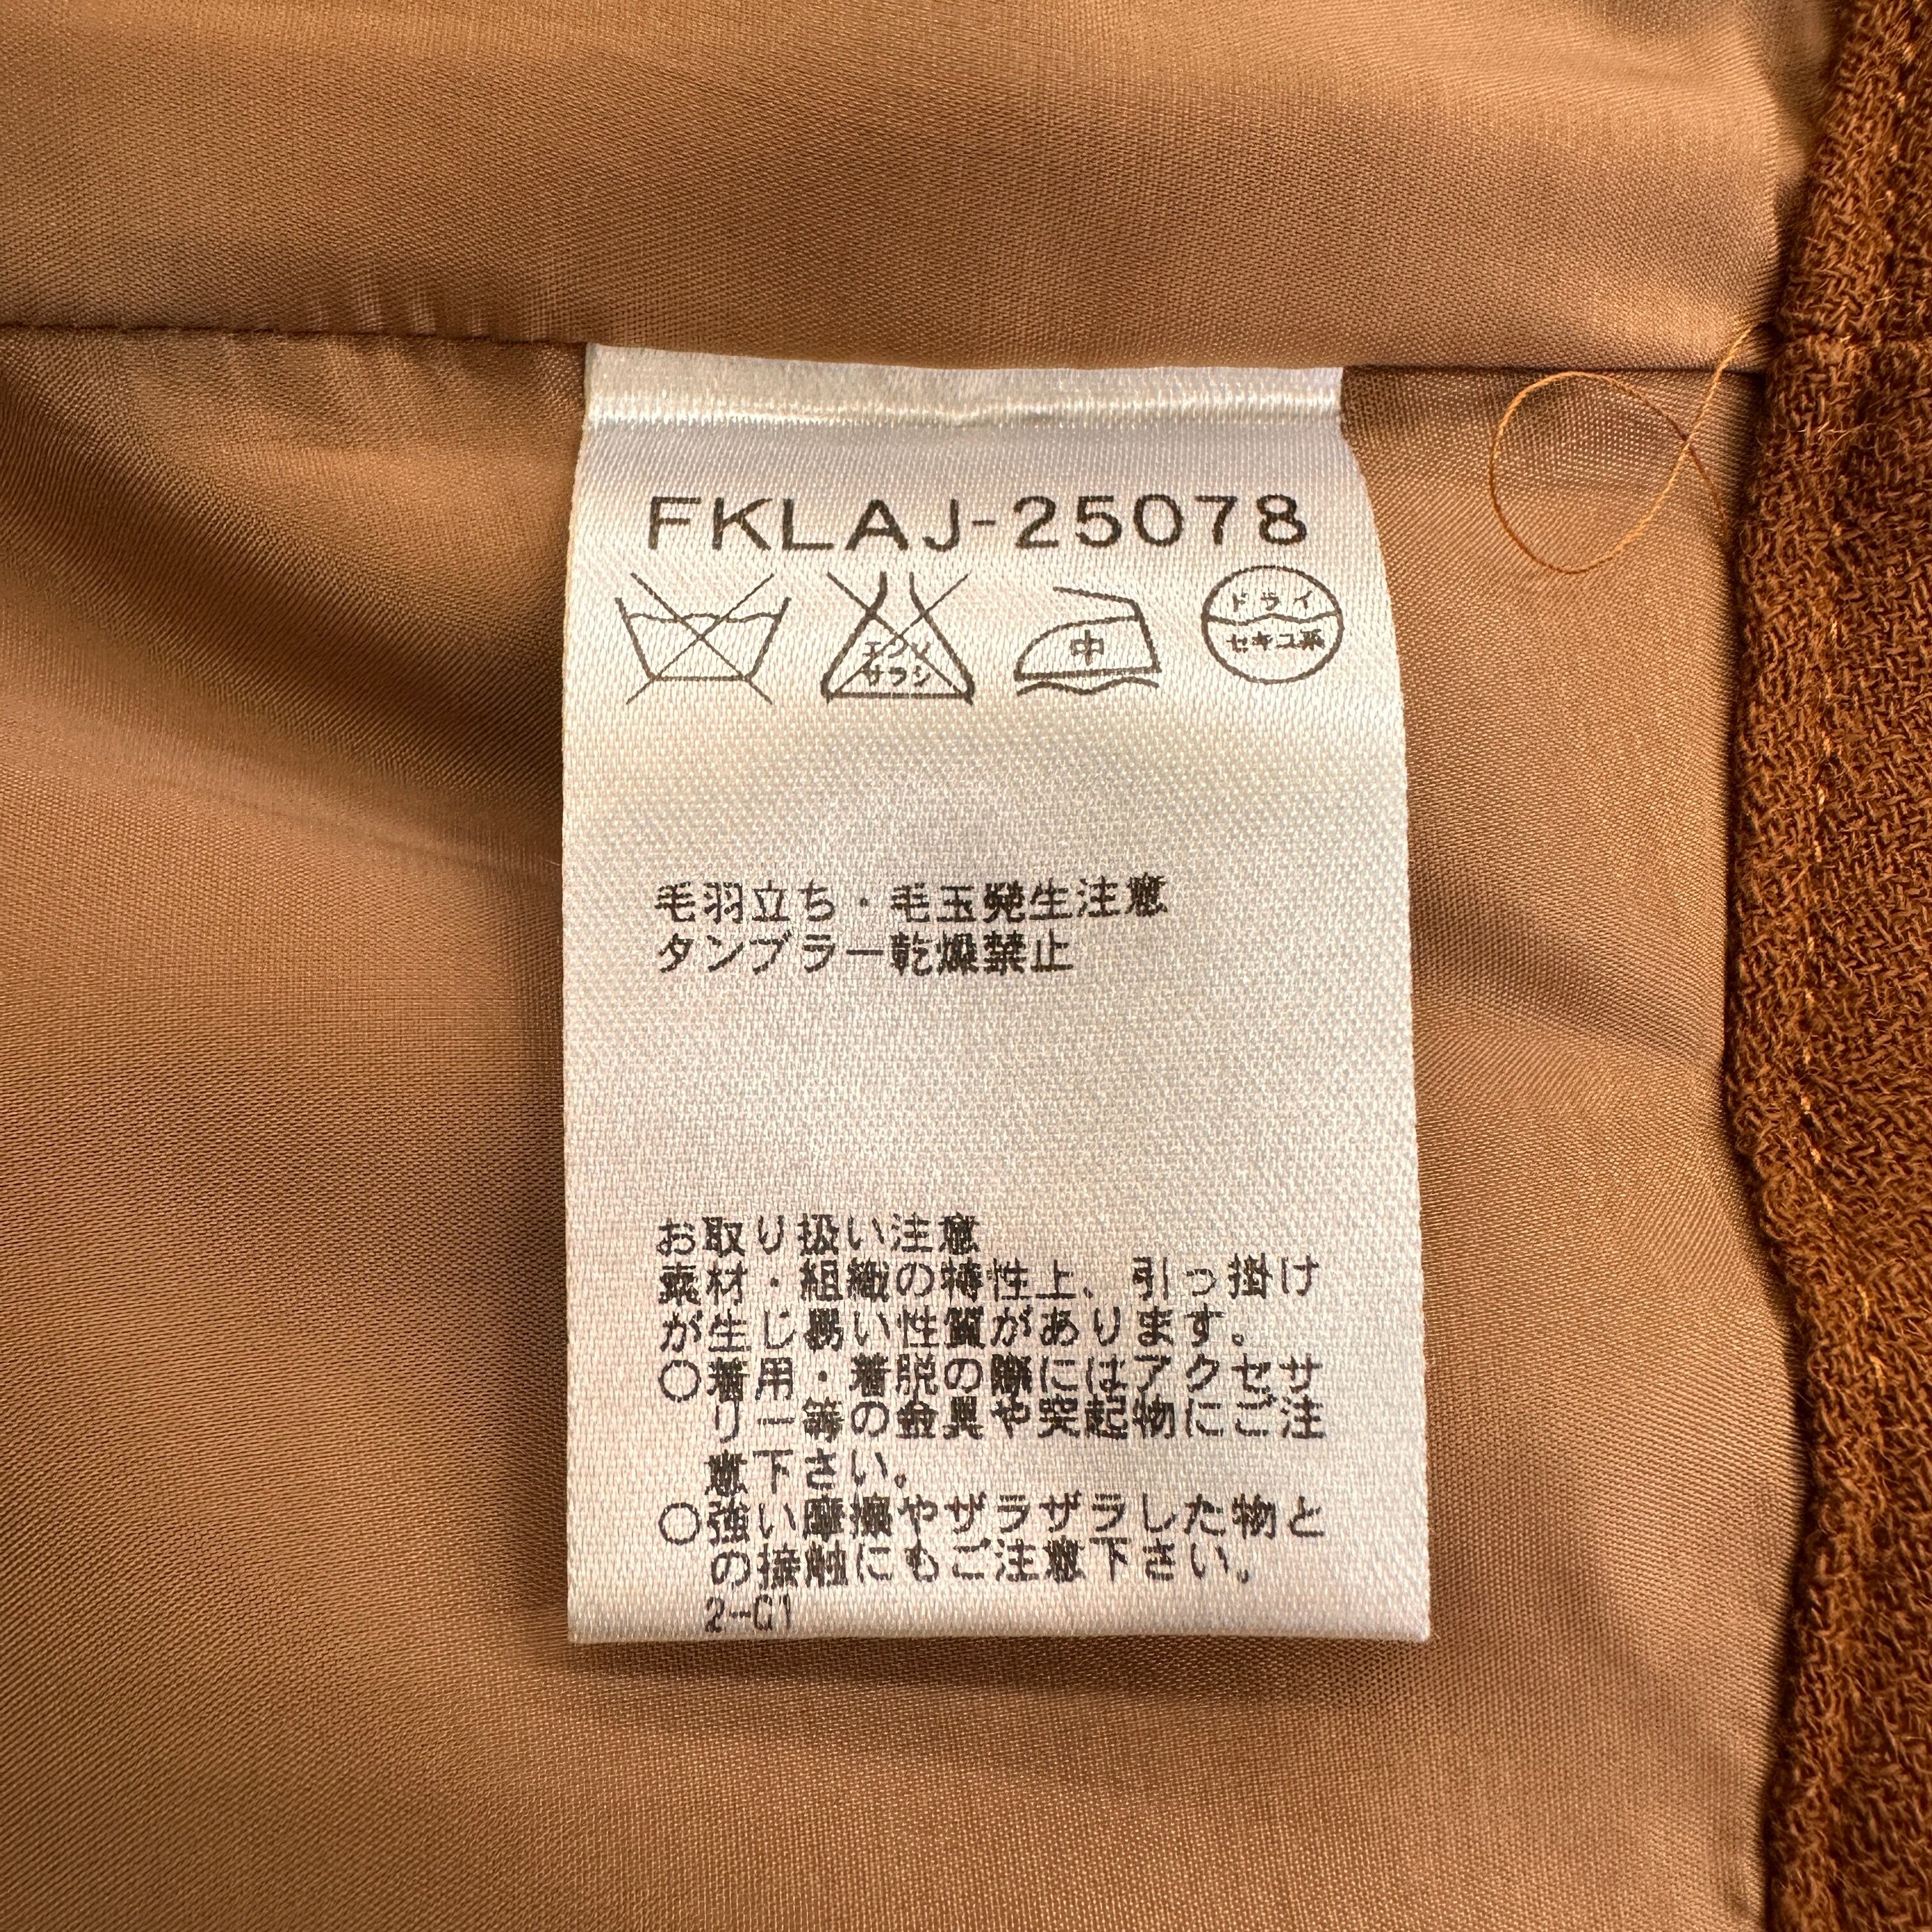 FKLAJ-25078
エンソ
サラシ
中
ドライ
セキユ系
毛羽立ち・毛玉発生注意
タンブラー乾燥禁止
お取り扱い注意
素材・組織の特性上、引っ掛け
が生じ易い性質があります。
○着用・着脱の際にはアクセサ
リー等の金具や突起物にご注
意下さい。
○強い摩擦やザラザラした物と
の接触にもご注意下さい。
2-G1